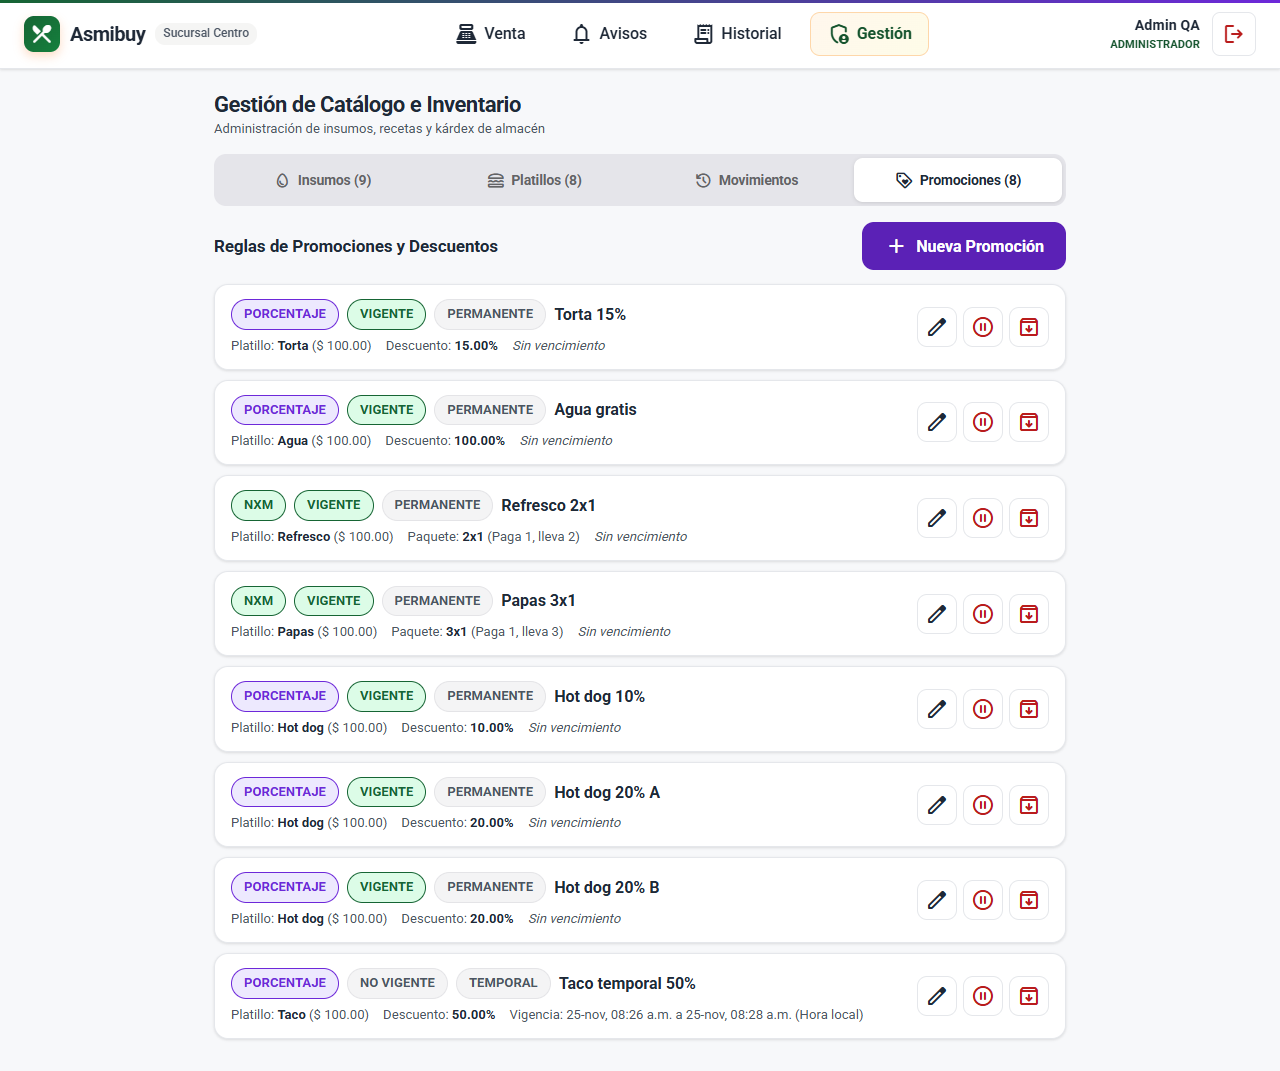 Asmibuy
Sucursal Centro
Venta
Avisos
Historial
Gestión
Admin QA
ADMINISTRADOR
Gestión de Catálogo e Inventario
Administración de insumos, recetas y kárdex de almacén
Insumos (9)
Platillos (8)
Movimientos
Promociones (8)
Reglas de Promociones y Descuentos
Nueva Promoción
PORCENTAJE VIGENTE PERMANENTE Torta 15%
Platillo: Torta ($ 100.00) Descuento: 15.00% Sin vencimiento
PORCENTAJE VIGENTE PERMANENTE Agua gratis
Platillo: Agua ($ 100.00) Descuento: 100.00% Sin vencimiento
NXM VIGENTE PERMANENTE Refresco 2x1
Platillo: Refresco ($ 100.00) Paquete: 2x1 (Paga 1, lleva 2) Sin vencimiento
NXM VIGENTE PERMANENTE Papas 3x1
Platillo: Papas ($ 100.00) Paquete: 3x1 (Paga 1, lleva 3) Sin vencimiento
PORCENTAJE VIGENTE PERMANENTE Hot dog 10%
Platillo: Hot dog ($ 100.00) Descuento: 10.00% Sin vencimiento
PORCENTAJE VIGENTE PERMANENTE Hot dog 20% A
Platillo: Hot dog ($ 100.00) Descuento: 20.00% Sin vencimiento
PORCENTAJE VIGENTE PERMANENTE Hot dog 20% B
Platillo: Hot dog ($ 100.00) Descuento: 20.00% Sin vencimiento
PORCENTAJE NO VIGENTE TEMPORAL Taco temporal 50%
Platillo: Taco ($ 100.00) Descuento: 50.00% Vigencia: 25-nov, 08:26 a.m. a 25-nov, 08:28 a.m. (Hora local)